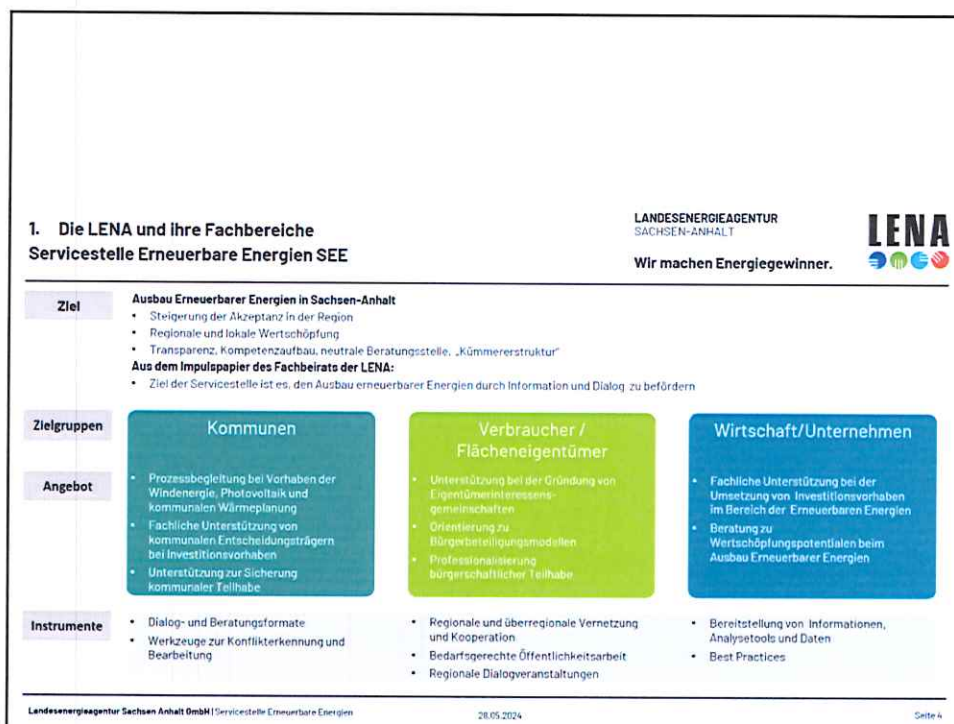 1. Die LENA und ihre Fachbereiche
Servicestelle Erneuerbare Energien SEE
LANDESENERGIEAGENTUR
SACHSEN-ANHALT
Wir machen Energiegewinner.
LENA
Ziel
Ausbau Erneuerbarer Energien in Sachsen-Anhalt
• Steigerung der Akzeptanz in der Region
• Regionale und lokale Wertschöpfung
• Transparenz, Kompetenzaufbau, neutrale Beratungsstelle, „Kümmererstruktur"
Aus dem Impulspapier des Fachbeirats der LENA:
• Ziel der Servicestelle ist es, den Ausbau erneuerbarer Energien durch Information und Dialog zu befördern
Zielgruppen
Angebot
Kommunen
• Prozessbegleitung bei Vorhaben der
Windenergie, Photovoltaik und
kommunalen Wärmeplanung
• Fachliche Unterstützung von
kommunalen Entscheidungsträgern
bei Investitionsvorhaben
• Unterstützung zur Sicherung
kommunaler Teilhabe
Verbraucher /
Flächeneigentümer
• Unterstützung bei der Gründung von
Eigentümerinteressens-
gemeinschaften
• Orientierung zu
Bürgerbeteiligungsmodellen
• Professionalisierung
bürgerschaftlicher Teilhabe
Wirtschaft/Unternehmen
• Fachliche Unterstützung bei der
Umsetzung von Investitionsvorhaben
im Bereich der Erneuerbaren Energien
• Beratung zu
Wertschöpfungspotentialen beim
Ausbau Erneuerbarer Energien
Instrumente
• Dialog- und Beratungsformate
• Werkzeuge zur Konflikterkennung und
Bearbeitung
• Regionale und überregionale Vernetzung
und Kooperation
• Bedarfsgerechte Öffentlichkeitsarbeit
• Regionale Dialogveranstaltungen
• Bereitstellung von Informationen,
Analysetools und Daten
• Best Practices
Landesenergieagentur Sachsen Anhalt GmbH | Servicestelle Erneuerbare Energien
28.05.2024
Seite 4